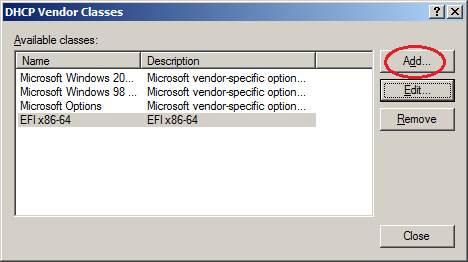 DHCP Vendor Classes
Available classes:
Name Description
Microsoft Windows 20... Microsoft vendor-specific option...
Microsoft Windows 98 ... Microsoft vendor-specific option...
Microsoft Options Microsoft vendor-specific option...
EFI x86-64 EFI x86-64
Add...
Edit...
Remove
Close